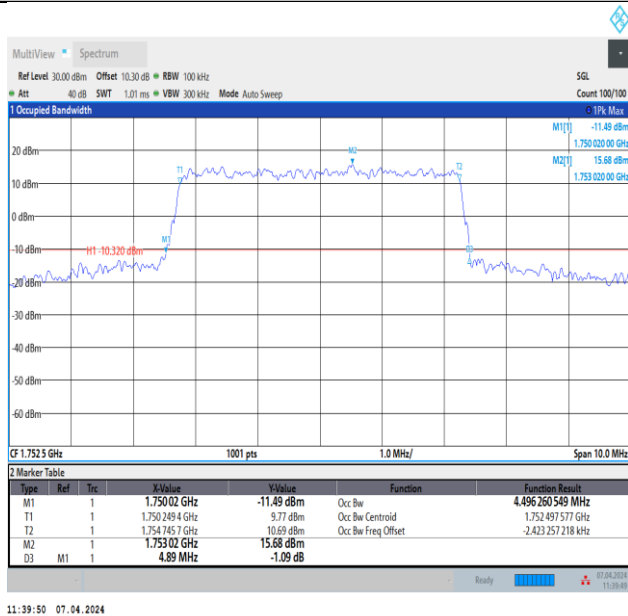 MultiView Spectrum
Ref Level 30.00 dBm Offset 10.30 dB RBW 100 kHz SGL
Att 40 dB SWT 1.01 ms VBW 300 kHz Mode Auto Sweep Count 100/100
1 Occupied Bandwidth 1Pk Max
M1[1] -11.49 dBm
1.750 020 00 GHz
M2[1] 15.68 dBm
1.753 020 00 GHz
20 dBm
M2
T1 T2
10 dBm
0 dBm
M1
-10 dBm H1 -10.320 dBm
D3
-20 dBm
-30 dBm
-40 dBm
-50 dBm
-60 dBm
CF 1.752 5 GHz 1001 pts 1.0 MHz/ Span 10.0 MHz
2 Marker Table
Type Ref Trc X-Value Y-Value Function Function Result
M1 1 1.750 02 GHz -11.49 dBm Occ Bw 4.496 260 549 MHz
T1 1 1.750 249 4 GHz 9.77 dBm Occ Bw Centroid 1.752 497 577 GHz
T2 1 1.754 745 7 GHz 10.69 dBm Occ Bw Freq Offset -2.423 257 218 kHz
M2 1 1.753 02 GHz 15.68 dBm
D3 M1 1 4.89 MHz -1.09 dB
Ready 07.04.2024
11:39:49
11:39:50 07.04.2024